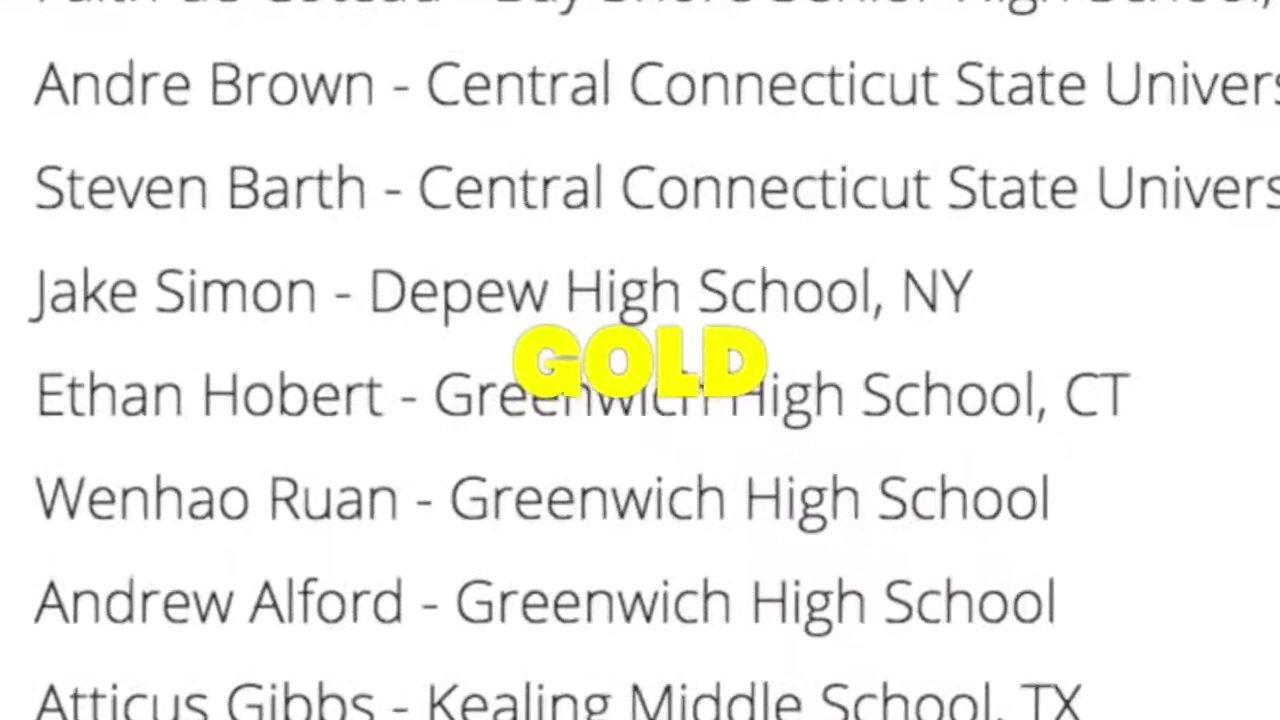 Andre Brown - Central Connecticut State Univers
Steven Barth - Central Connecticut State Univers
Jake Simon - Depew High School, NY
GOLD
Ethan Hobert - Greenwich High School, CT
Wenhao Ruan - Greenwich High School
Andrew Alford - Greenwich High School
Atticus Gibbs - Kealing Middle School, TX